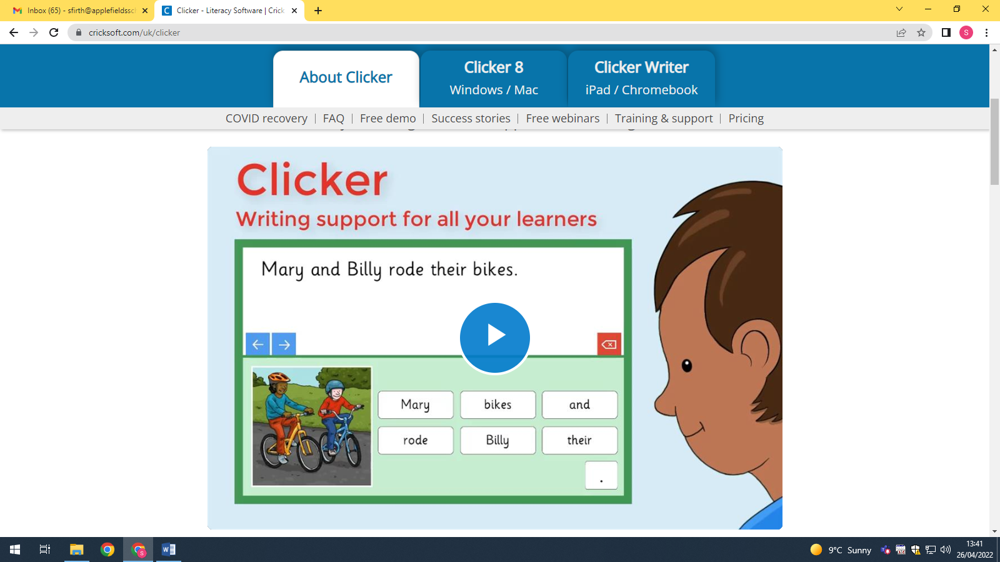 Inbox (65) - sfirth@applefieldssc
Clicker - Literacy Software | Crick
cricksoft.com/uk/clicker
S
About Clicker
Clicker 8
Windows / Mac
Clicker Writer
iPad / Chromebook
COVID recovery | FAQ | Free demo | Success stories | Free webinars | Training & support | Pricing
Clicker
Writing support for all your learners
Mary and Billy rode their bikes.
Mary bikes and
rode Billy their
.
9°C Sunny
13:41
26/04/2022